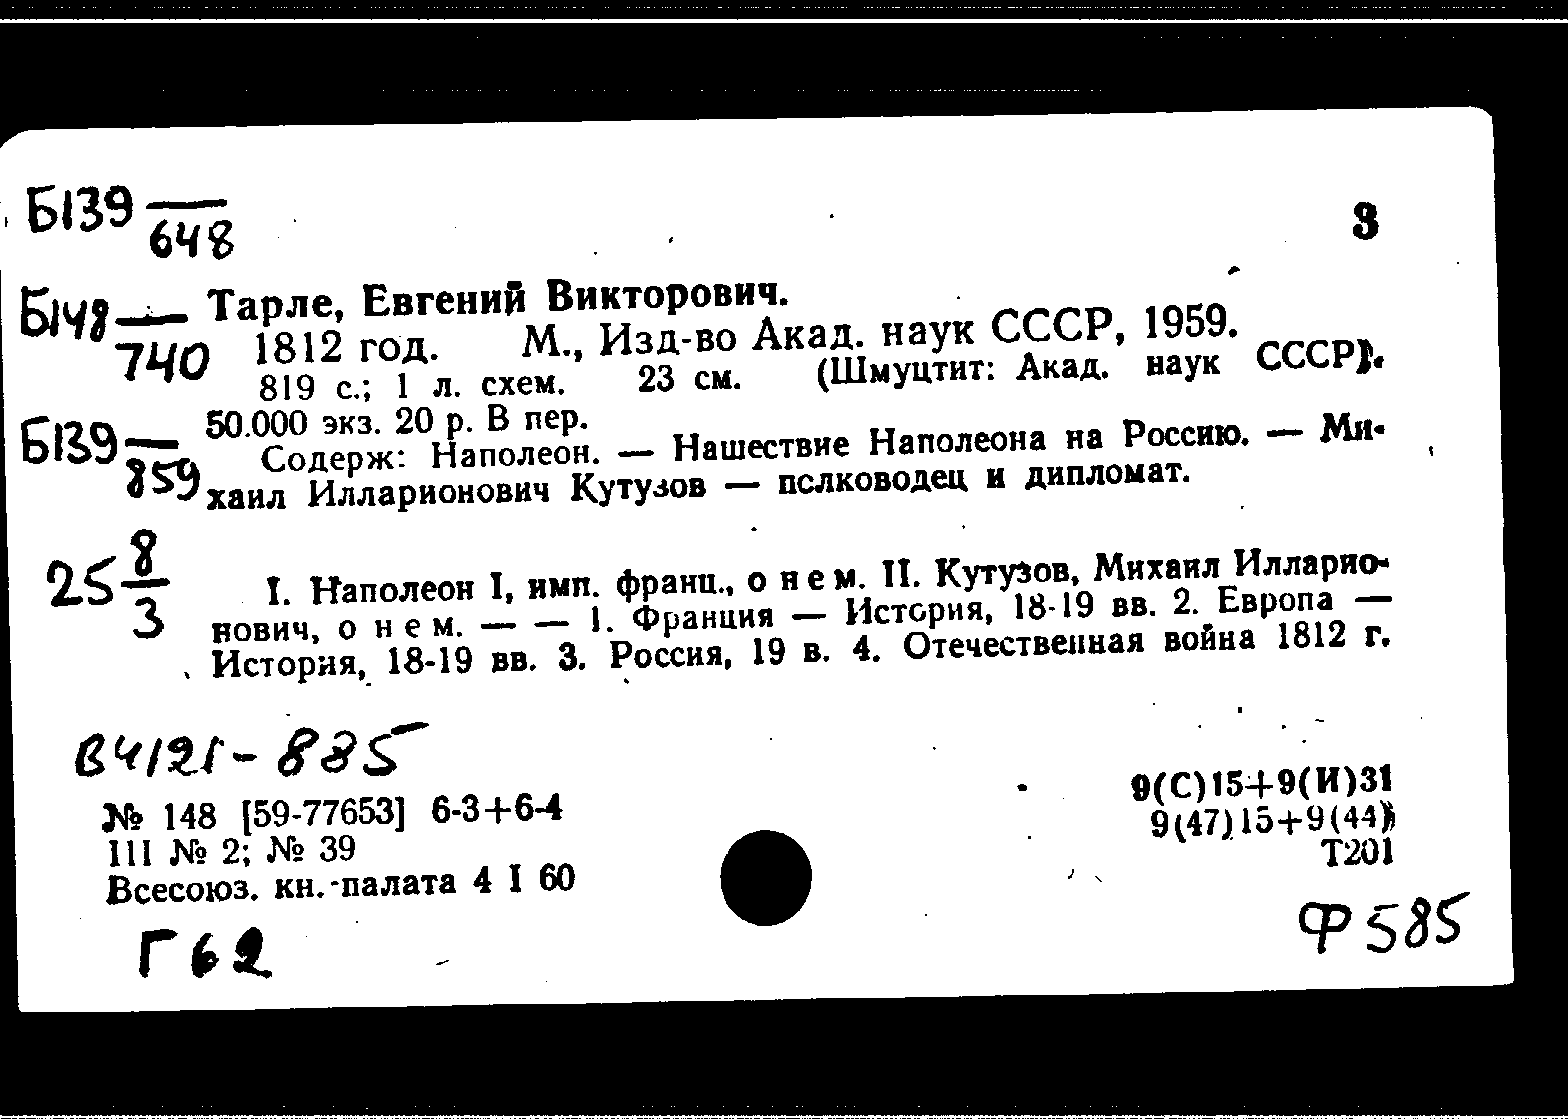 Б139 —
648
3
Б148 —
740
Тарле, Евгений Викторович.
1812 год. М., Изд-во Акад. наук СССР, 1959.
819 с.; 1 л. схем. 23 см. (Шмуцтит: Акад. наук СССР).
50.000 экз. 20 р. В пер.
Б139 —
859
Содерж: Наполеон. — Нашествие Наполеона на Россию. — Ми-
хаил Илларионович Кутузов — пслководец и дипломат.
25 8/3
I. Наполеон I, имп. франц., о нем. II. Кутузов, Михаил Илларио-
нович, о нем. — — 1. Франция — История, 18-19 вв. 2. Европа —
История, 18-19 вв. 3. Россия, 19 в. 4. Отечественная война 1812 г.
В4121-885
№ 148 [59-77653] 6-3+6-4
III № 2; № 39
Всесоюз. кн. палата 4 I 60
9(С)15+9(И)31
9(47)15+9(44)
Т201
Г62
Ф585